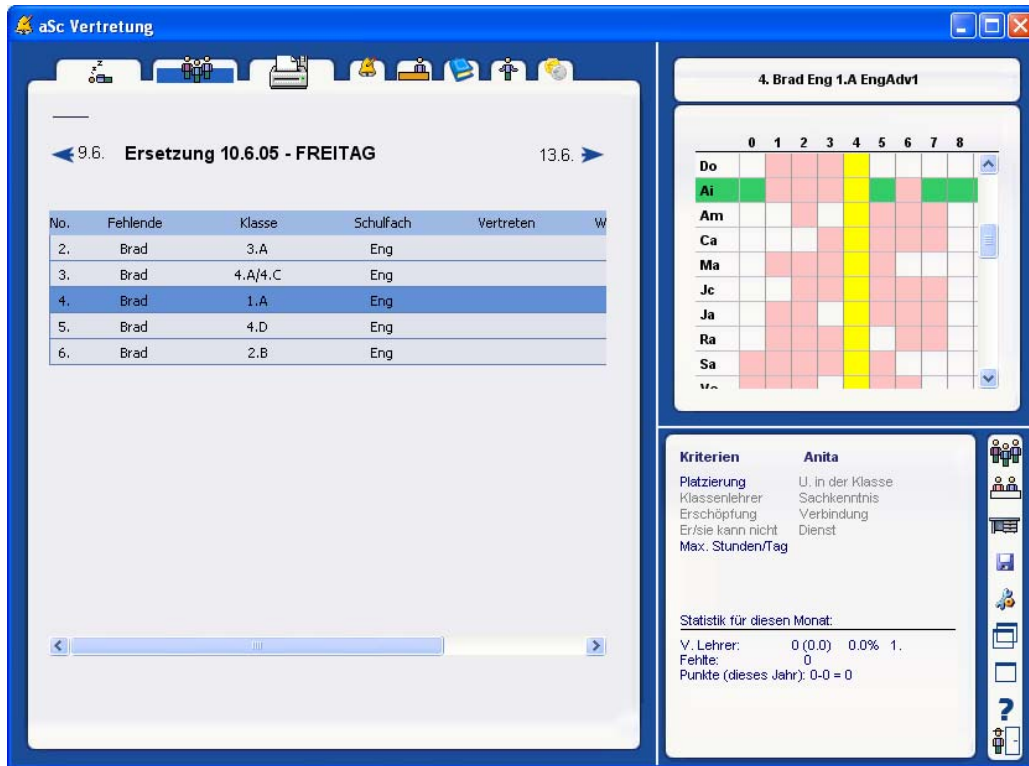 aSc Vertretung
9.6. Ersetzung 10.6.05 - FREITAG 13.6.
No. Fehlende Klasse Schulfach Vertreten W
2. Brad 3.A Eng
3. Brad 4.A/4.C Eng
4. Brad 1.A Eng
5. Brad 4.D Eng
6. Brad 2.B Eng
4. Brad Eng 1.A EngAdv1
0 1 2 3 4 5 6 7 8
Do
Ai
Am
Ca
Ma
Jc
Ja
Ra
Sa
Kriterien Anita
Platzierung U. in der Klasse
Klassenlehrer Sachkenntnis
Erschöpfung Verbindung
Er/sie kann nicht Dienst
Max. Stunden/Tag
Statistik für diesen Monat:
V. Lehrer: 0 (0.0) 0.0% 1.
Fehlte: 0
Punkte (dieses Jahr): 0-0 = 0